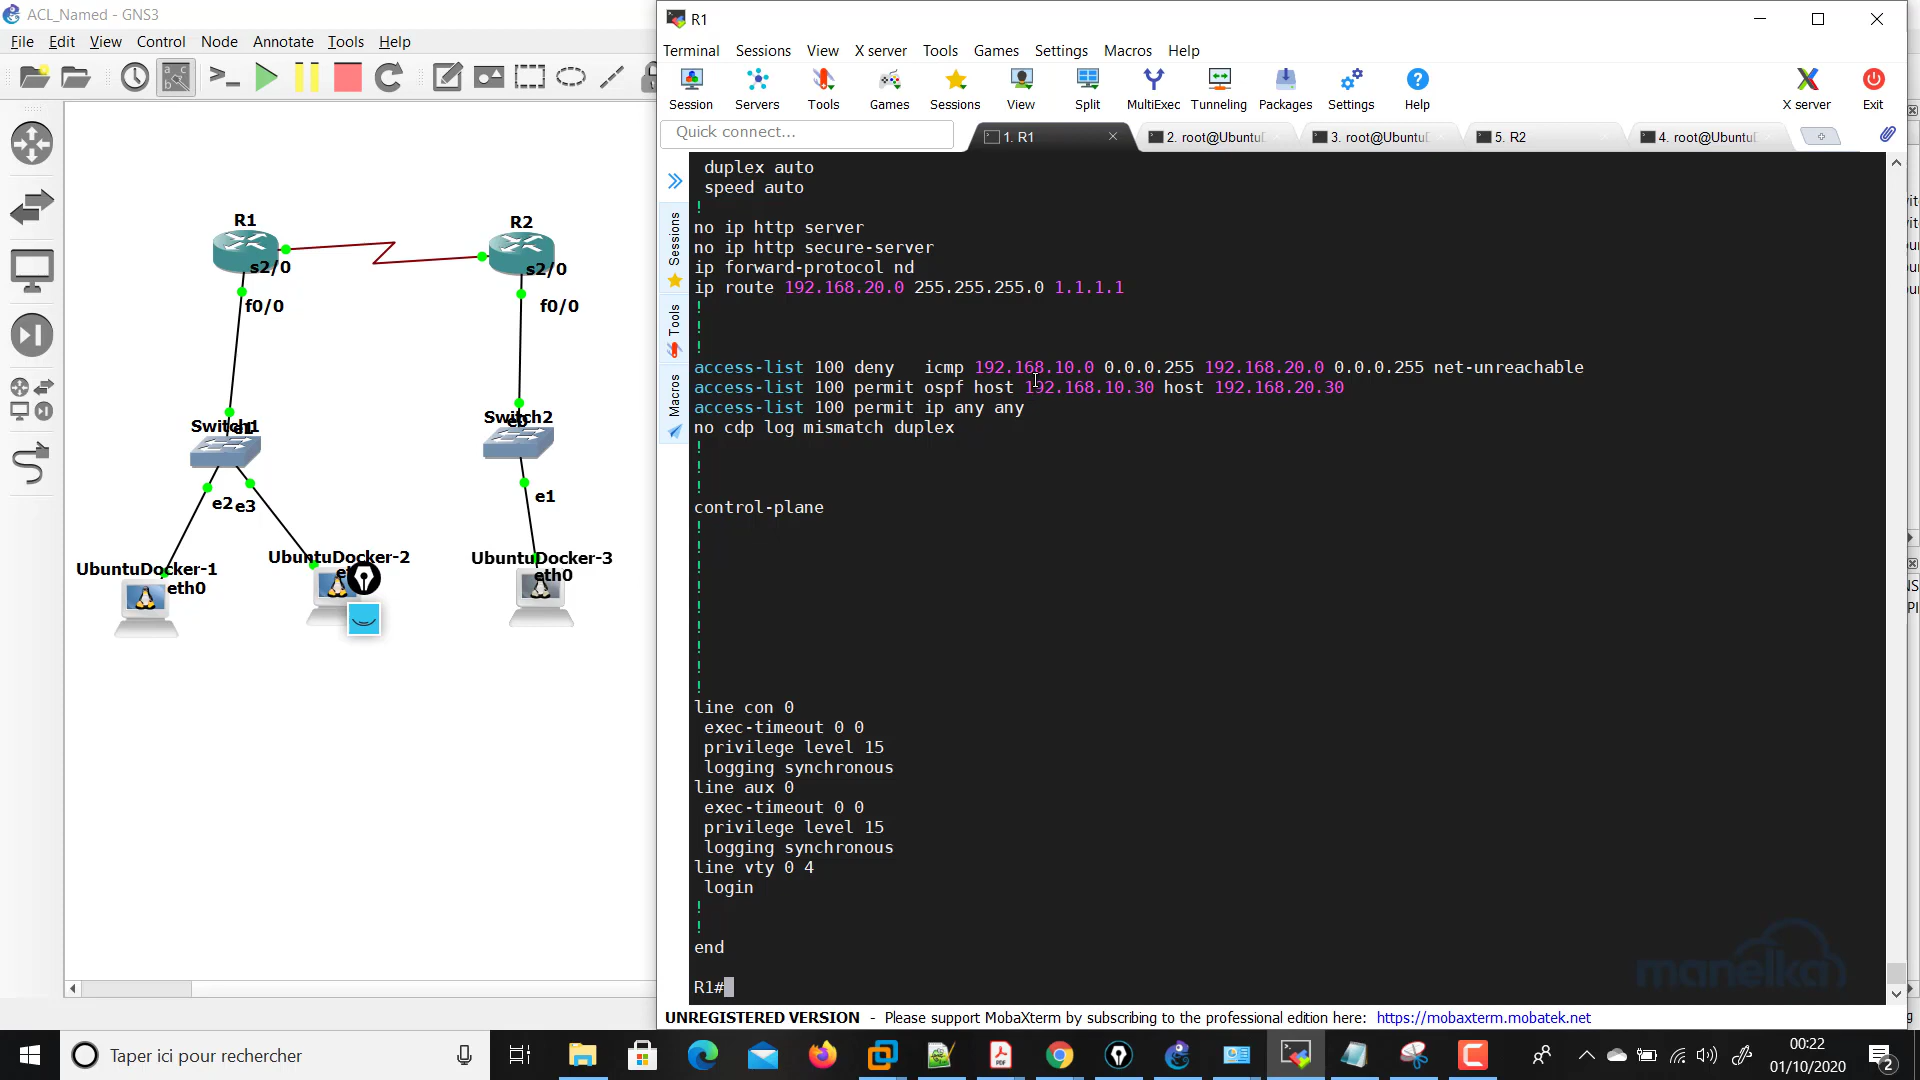 ACL_Named - GNS3
File Edit View Control Node Annotate Tools Help
R1
R2
s2/0
s2/0
f0/0
f0/0
Switch1
Switch2
e2
e3
e1
UbuntuDocker-1
eth0
UbuntuDocker-2
UbuntuDocker-3
eth0
R1
Terminal Sessions View X server Tools Games Settings Macros Help
Session Servers Tools Games Sessions View Split MultiExec Tunneling Packages Settings Help X server Exit
Quick connect...
1. R1
2. root@Ubuntu
3. root@Ubuntu
5. R2
4. root@Ubuntu
Sessions
Tools
Macros
duplex auto
speed auto
!
no ip http server
no ip http secure-server
ip forward-protocol nd
ip route 192.168.20.0 255.255.255.0 1.1.1.1
!
!
!
access-list 100 deny   icmp 192.168.10.0 0.0.0.255 192.168.20.0 0.0.0.255 net-unreachable
access-list 100 permit ospf host 192.168.10.30 host 192.168.20.30
access-list 100 permit ip any any
no cdp log mismatch duplex
!
!
!
control-plane
!
!
!
!
!
!
!
!
!
line con 0
exec-timeout 0 0
privilege level 15
logging synchronous
line aux 0
exec-timeout 0 0
privilege level 15
logging synchronous
line vty 0 4
login
!
!
end
R1#
manelka
UNREGISTERED VERSION - Please support MobaXterm by subscribing to the professional edition here: https://mobaxterm.mobatek.net
Taper ici pour rechercher
00:22
01/10/2020
2